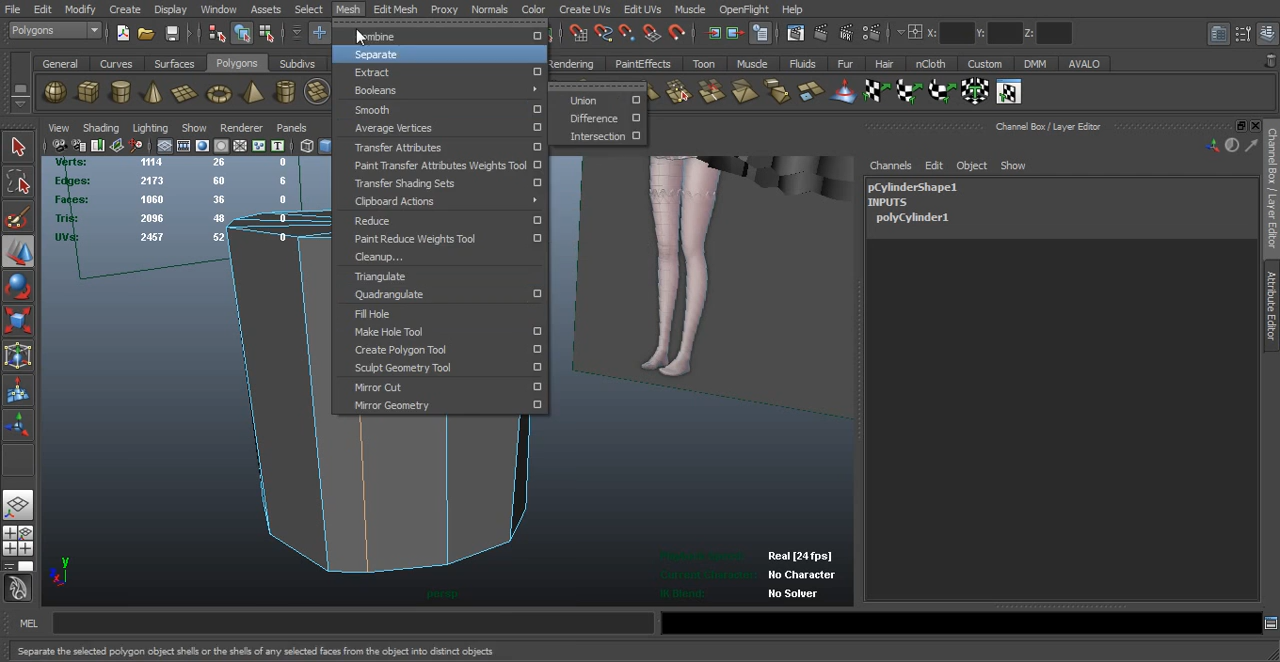 File Edit Modify Create Display Window Assets Select Mesh Edit Mesh Proxy Normals Color Create UVs Edit UVs Muscle OpenFlight Help
Polygons
X: Y: Z:
General Curves Surfaces Polygons Subdivs Rendering PaintEffects Toon Muscle Fluids Fur Hair nCloth Custom DMM AVALO
Combine
Separate
Extract
Booleans
Smooth
Average Vertices
Transfer Attributes
Paint Transfer Attributes Weights Tool
Transfer Shading Sets
Clipboard Actions
Reduce
Paint Reduce Weights Tool
Cleanup...
Triangulate
Quadrangulate
Fill Hole
Make Hole Tool
Create Polygon Tool
Sculpt Geometry Tool
Mirror Cut
Mirror Geometry
Union
Difference
Intersection
View Shading Lighting Show Renderer Panels
Verts: 1114 26 0
Edges: 2173 60 6
Faces: 1060 36 0
Tris: 2096 48 0
UVs: 2457 52 0
Channel Box / Layer Editor
Channels Edit Object Show
pCylinderShape1
INPUTS
polyCylinder1
Channel Box / Layer Editor
Attribute Editor
Real [24 fps]
No Character
IK Blend: No Solver
persp
y
x
MEL
Separate the selected polygon object shells or the shells of any selected faces from the object into distinct objects